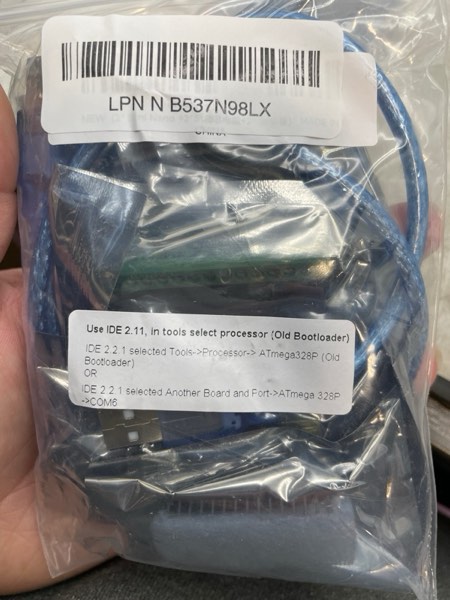 LPN N B537N98LX
CHINA
Use IDE 2.11, in tools select processor (Old Bootloader)
IDE 2.2.1 selected Tools->Processor-> ATmega328P (Old
Bootloader)
OR
IDE 2.2.1 selected Another Board and Port->ATmega 328P
->COM6